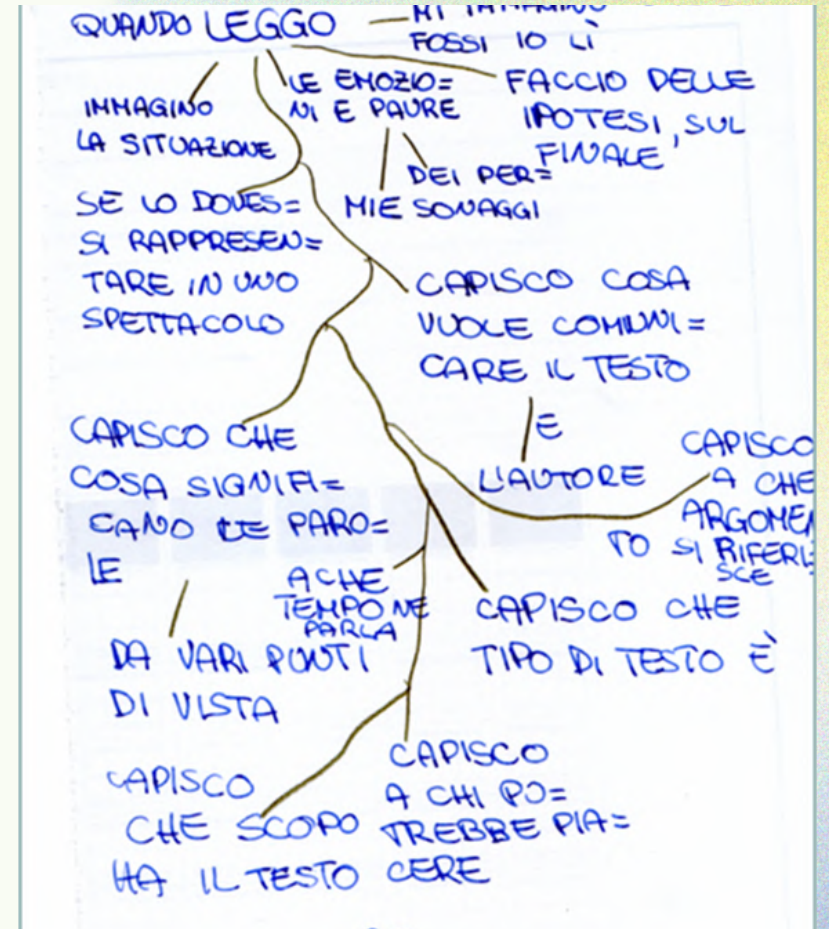 QUANDO LEGGO
MI IMMAGINO
FOSSI IO LÌ
IMMAGINO
LA SITUAZIONE
LE EMOZIO=
NI E PAURE
MIE
DEI PER=
SONAGGI
FACCIO DELLE
IPOTESI, SUL
FINALE
SE LO DOVES=
SI RAPPRESEN=
TARE IN UNO
SPETTACOLO
CAPISCO COSA
VUOLE COMUNI=
CARE IL TESTO
E
L'AUTORE
CAPISCO CHE
COSA SIGNIFI=
CANO LE PARO=
LE
DA VARI PUNTI
DI VISTA
CAPISCO
A CHE
ARGOMEN
TO SI RIFERI=
SCE
A CHE
TEMPO NE
PARLA
CAPISCO CHE
TIPO DI TESTO È
CAPISCO
CHE SCOPO
HA IL TESTO
CAPISCO
A CHI PO=
TREBBE PIA=
CERE